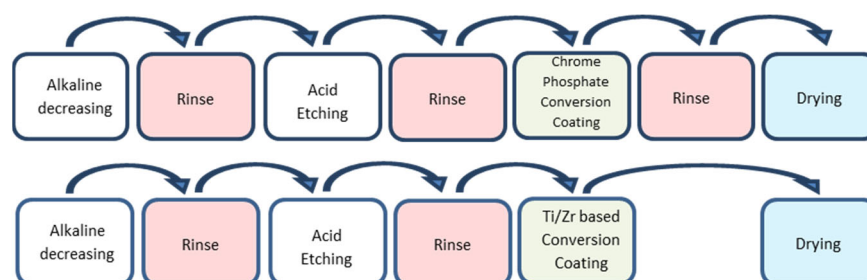 Alkaline
decreasing
Rinse
Acid
Etching
Rinse
Chrome
Phosphate
Conversion
Coating
Rinse
Drying
Alkaline
decreasing
Rinse
Acid
Etching
Rinse
Ti/Zr based
Conversion
Coating
Drying